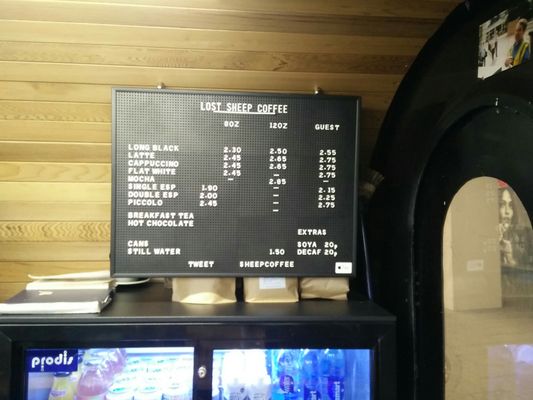 LOST SHEEP COFFEE
8OZ 12OZ GUEST
LONG BLACK 2.30 2.50 2.55
LATTE 2.45 2.65 2.75
CAPPUCCINO 2.45 2.65 2.75
FLAT WHITE 2.45 — 2.75
MOCHA — 2.85 —
SINGLE ESP 1.90 — 2.15
DOUBLE ESP 2.00 — 2.25
PICCOLO 2.45 — 2.75
BREAKFAST TEA
HOT CHOCOLATE
EXTRAS
CANS SOYA 20p
STILL WATER 1.50 DECAF 20p
TWEET @SHEEPCOFFEE
prodis